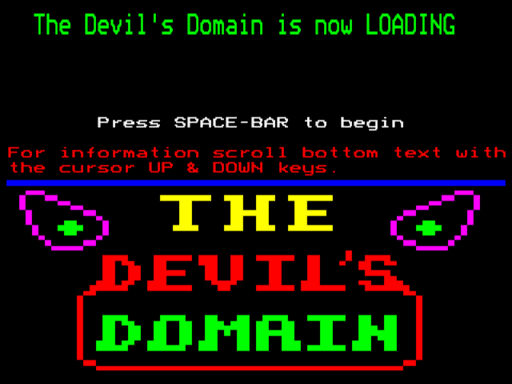 The Devil's Domain is now LOADING
Press SPACE-BAR to begin
For information scroll bottom text with
the cursor UP & DOWN keys.
THE
DEVIL'S
DOMAIN